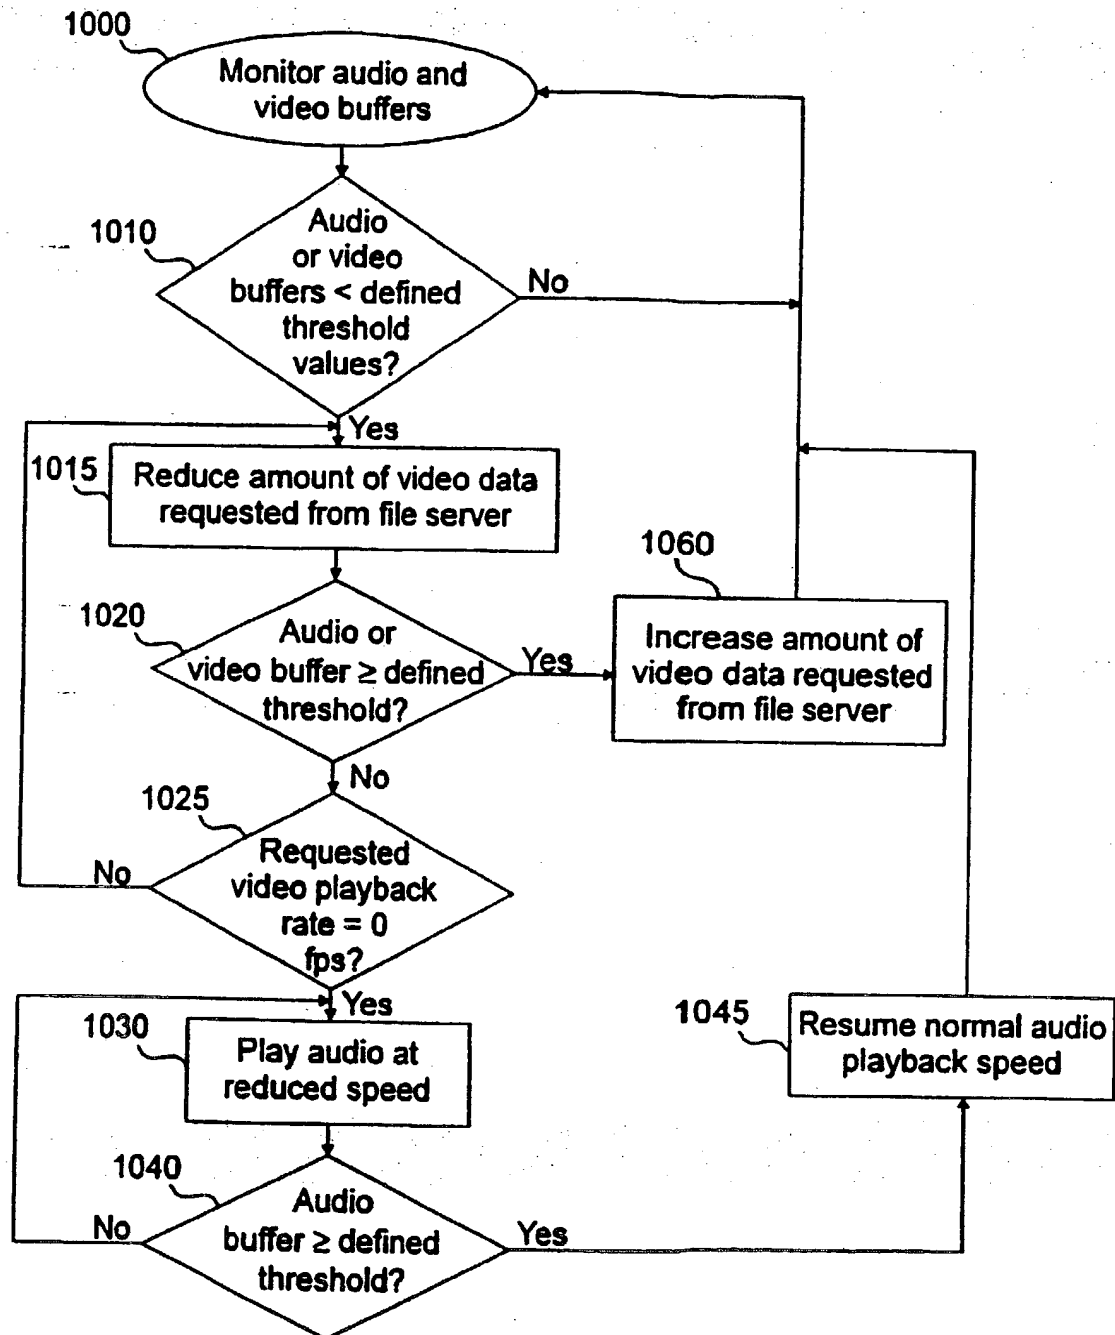 1000
Monitor audio and
video buffers
1010
Audio
or video
buffers < defined
threshold
values?
No
Yes
1015
Reduce amount of video data
requested from file server
1060
Increase amount of
video data requested
from file server
1020
Audio or
video buffer ≥ defined
threshold?
Yes
No
1025
Requested
video playback
rate = 0
fps?
No
Yes
1030
Play audio at
reduced speed
1045
Resume normal audio
playback speed
1040
Audio
buffer ≥ defined
threshold?
No
Yes